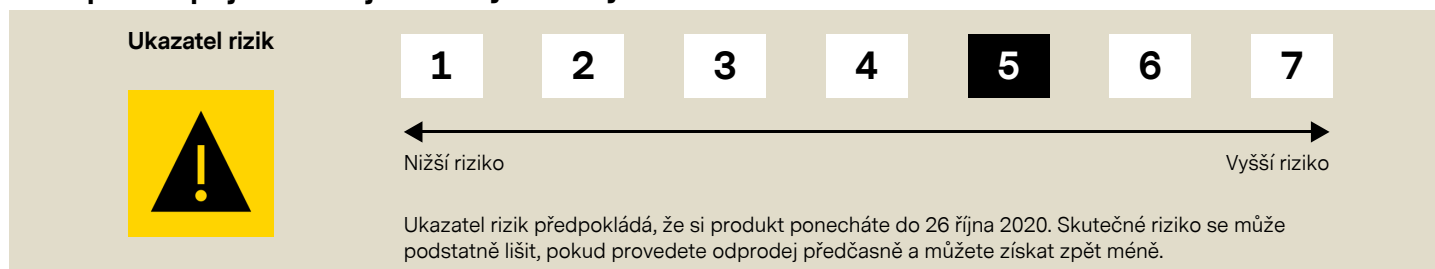 Ukazatel rizik
1 2 3 4 5 6 7
Nižší riziko Vyšší riziko
Ukazatel rizik předpokládá, že si produkt ponecháte do 26 října 2020. Skutečné riziko se může
podstatně lišit, pokud provedete odprodej předčasně a můžete získat zpět méně.